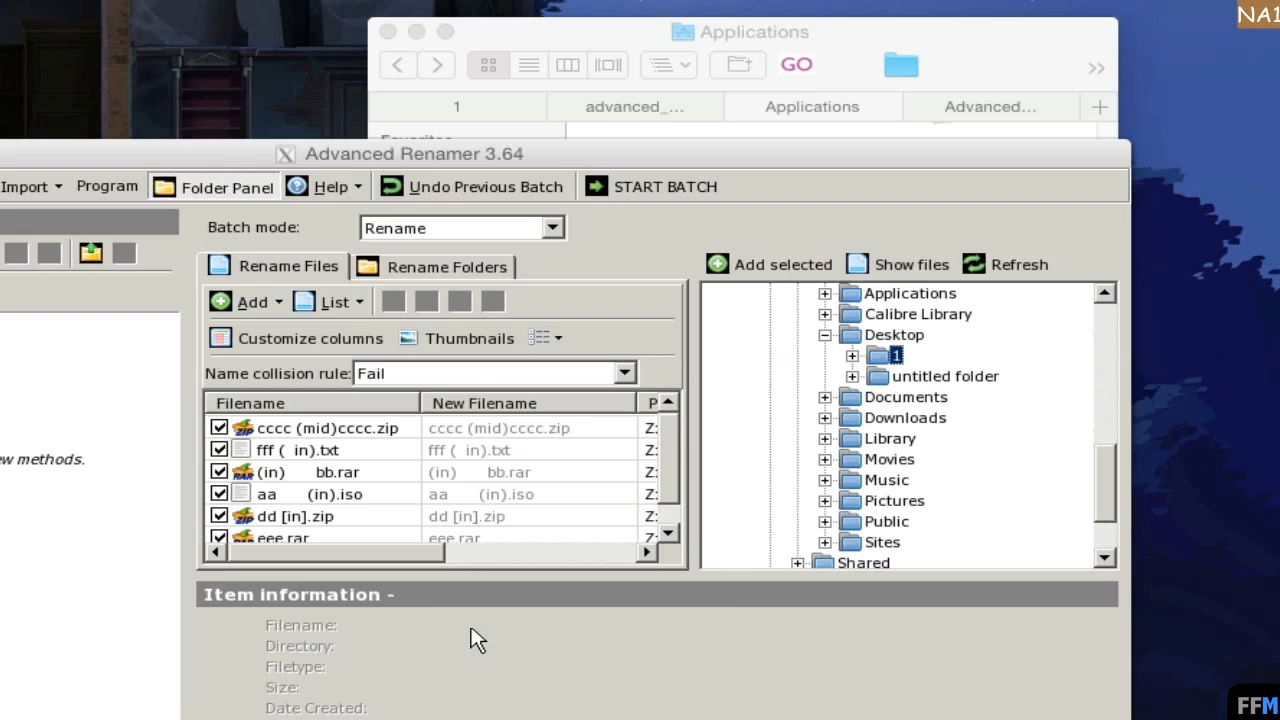 NA1
Applications
GO
1
advanced_...
Applications
Advanced...
Advanced Renamer 3.64
Import
Program
Folder Panel
Help
Undo Previous Batch
START BATCH
Batch mode:
Rename
Rename Files
Rename Folders
Add selected
Show files
Refresh
Add
List
Customize columns
Thumbnails
Name collision rule:
Fail
Filename
New Filename
P
cccc (mid)cccc.zip
cccc (mid)cccc.zip
Z:
fff (  in).txt
fff (  in).txt
Z:
(in)      bb.rar
(in)      bb.rar
Z:
aa      (in).iso
aa      (in).iso
Z:
dd [in].zip
dd [in].zip
Z:
eee.rar
eee.rar
Z:
Applications
Calibre Library
Desktop
1
untitled folder
Documents
Downloads
Library
Movies
Music
Pictures
Public
Sites
Shared
w methods.
Item information -
Filename:
Directory:
Filetype:
Size:
Date Created:
FFM